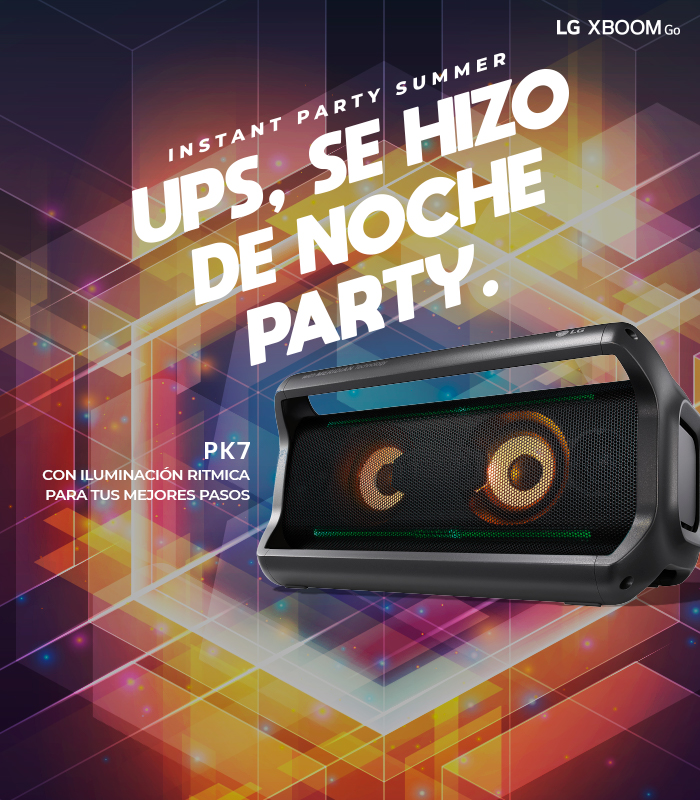 LG XBOOM Go
INSTANT PARTY SUMMER
UPS, SE HIZO
DE NOCHE
PARTY.
LG
PK7
CON ILUMINACIÓN RITMICA
PARA TUS MEJORES PASOS